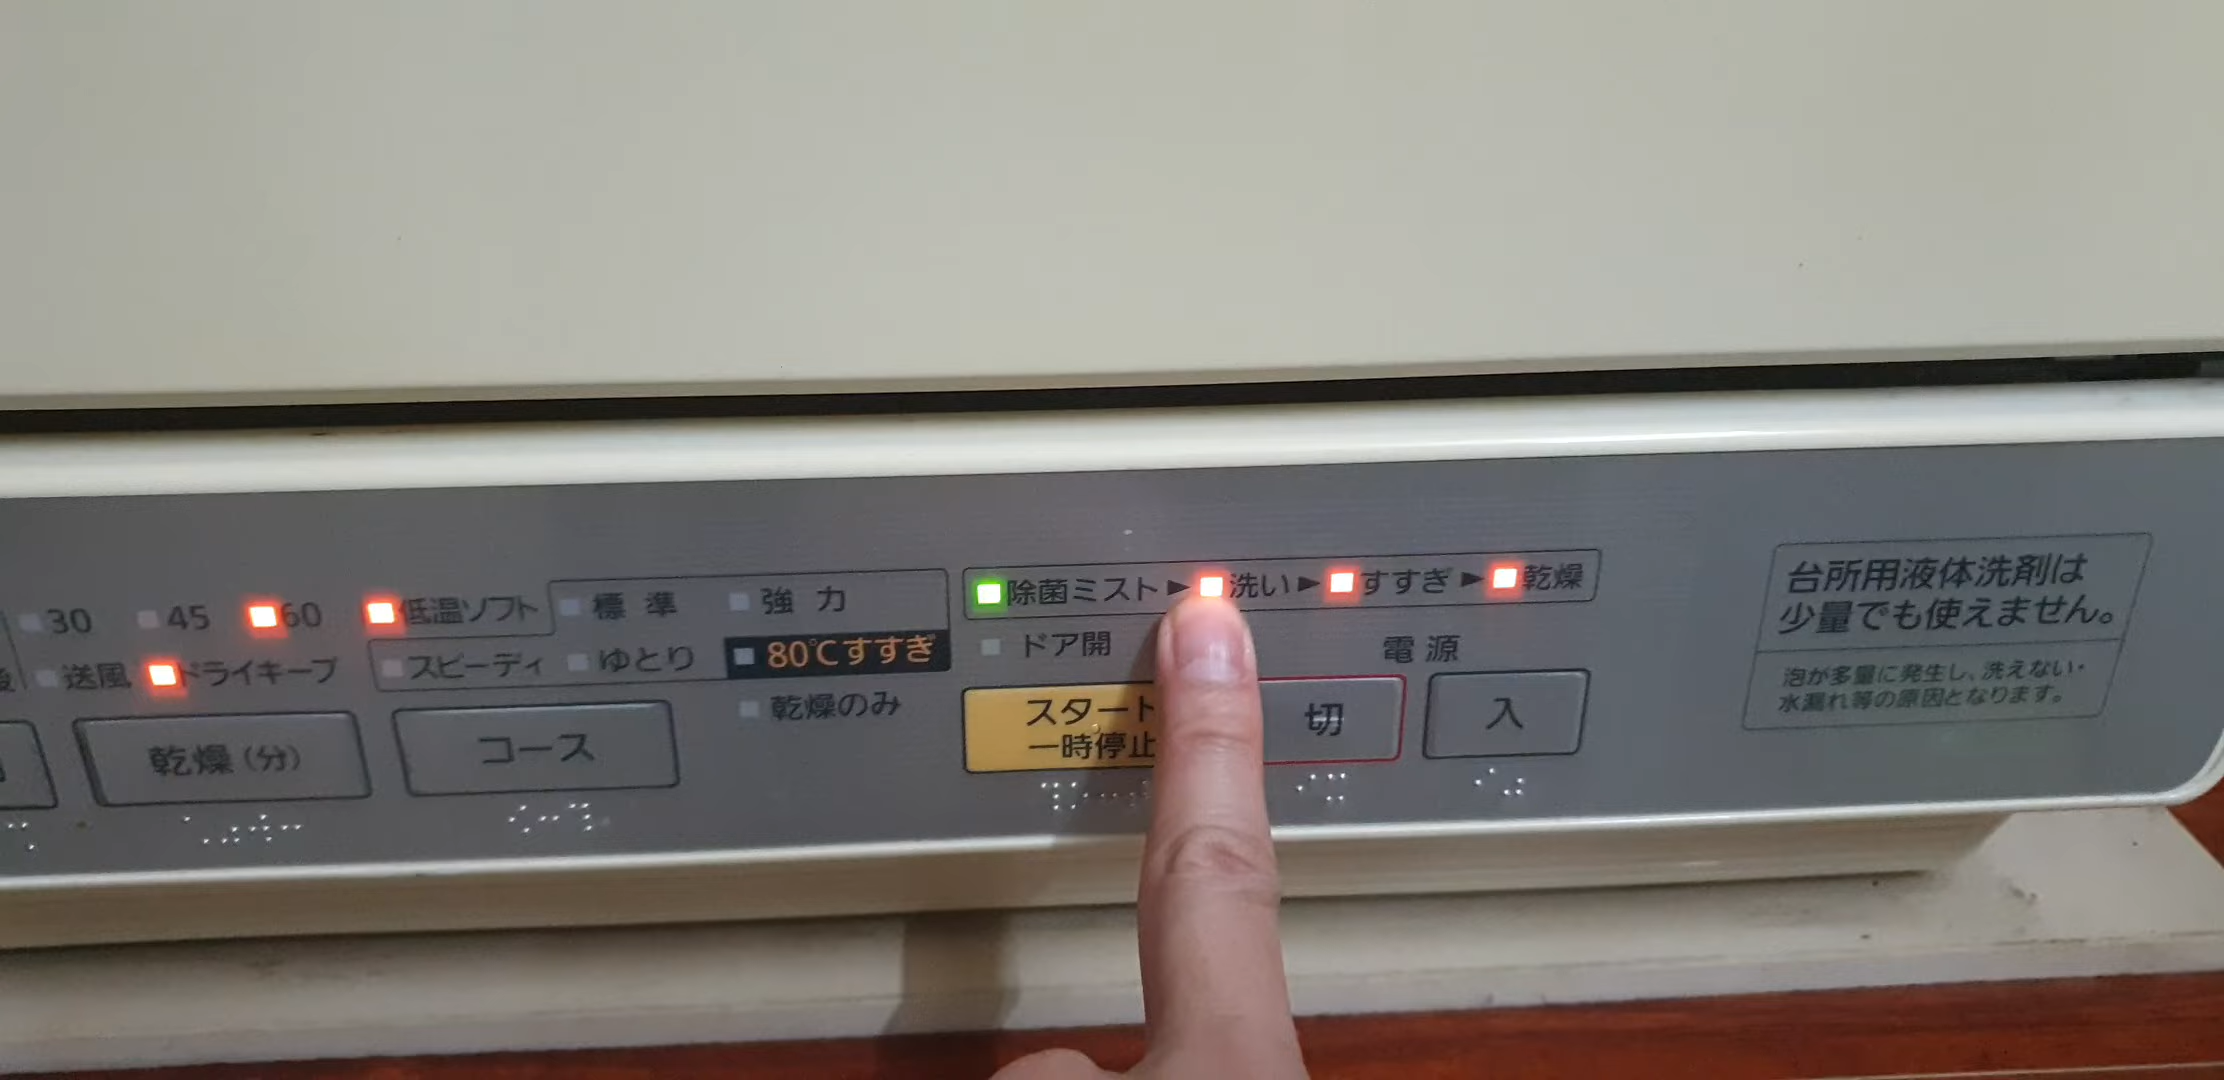 30 45 60 低温ソフト 標準 強力
送風 ドライキープ スピーディ ゆとり 80℃すすぎ
乾燥のみ
乾燥(分) コース
除菌ミスト▶洗い▶すすぎ▶乾燥
ドア開 電源
スタート
一時停止
切 入
台所用液体洗剤は
少量でも使えません。
泡が多量に発生し、洗えない・
水漏れ等の原因となります。